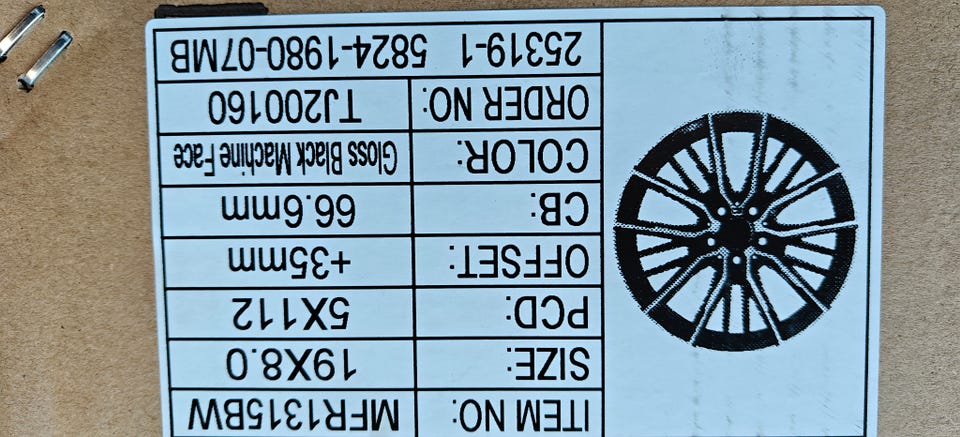 ITEM NO: MFR1315BW
SIZE: 19X8.0
PCD: 5X112
OFFSET: +35mm
CB: 66.6mm
COLOR: Gloss Black Machine Face
ORDER NO: TJ200160
25319-1 5824-1980-07MB